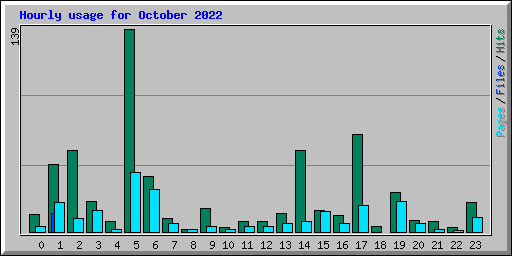 Hourly usage for October 2022
139
Pages/Files/Hits
0 1 2 3 4 5 6 7 8 9 10 11 12 13 14 15 16 17 18 19 20 21 22 23